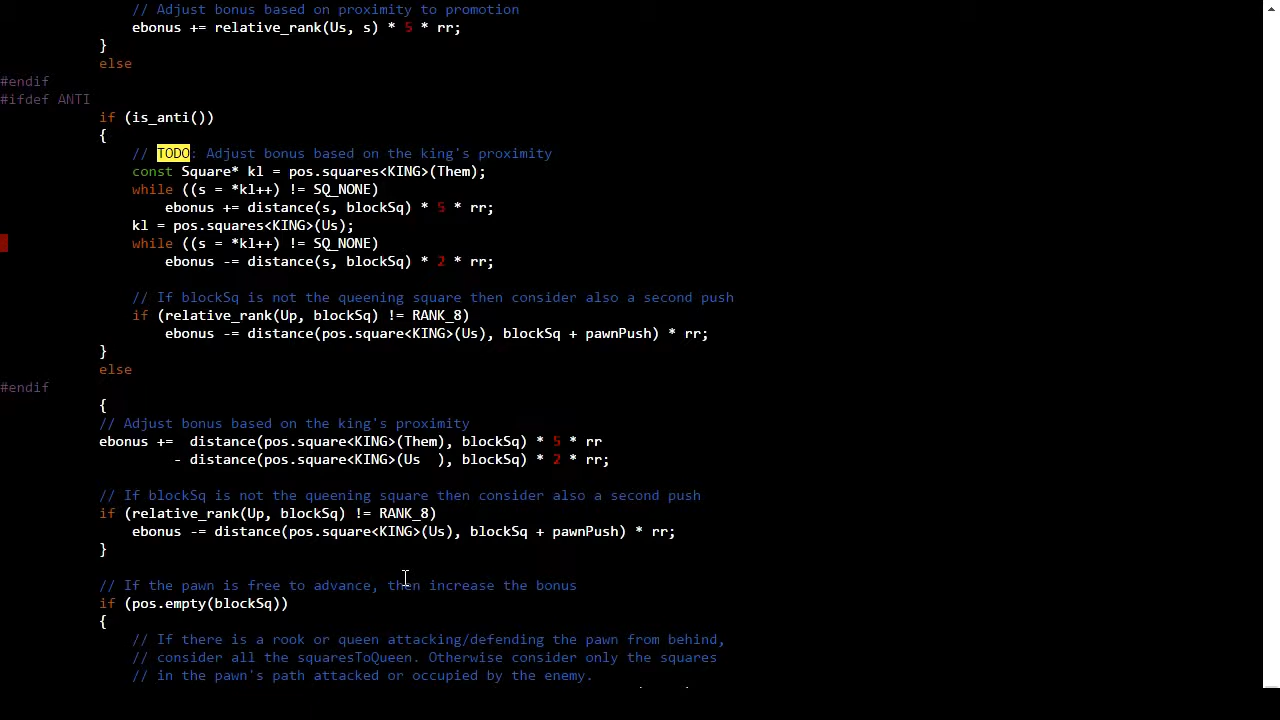 // Adjust bonus based on proximity to promotion
ebonus += relative_rank(Us, s) * 5 * rr;
}
else
#endif
#ifdef ANTI
if (is_anti())
{
// TODO: Adjust bonus based on the king's proximity
const Square* kl = pos.squares<KING>(Them);
while ((s = *kl++) != SQ_NONE)
ebonus += distance(s, blockSq) * 5 * rr;
kl = pos.squares<KING>(Us);
while ((s = *kl++) != SQ_NONE)
ebonus -= distance(s, blockSq) * 2 * rr;
// If blockSq is not the queening square then consider also a second push
if (relative_rank(Up, blockSq) != RANK_8)
ebonus -= distance(pos.square<KING>(Us), blockSq + pawnPush) * rr;
}
else
#endif
{
// Adjust bonus based on the king's proximity
ebonus +=  distance(pos.square<KING>(Them), blockSq) * 5 * rr
- distance(pos.square<KING>(Us  ), blockSq) * 2 * rr;
// If blockSq is not the queening square then consider also a second push
if (relative_rank(Up, blockSq) != RANK_8)
ebonus -= distance(pos.square<KING>(Us), blockSq + pawnPush) * rr;
}
// If the pawn is free to advance, then increase the bonus
if (pos.empty(blockSq))
{
// If there is a rook or queen attacking/defending the pawn from behind,
// consider all the squaresToQueen. Otherwise consider only the squares
// in the pawn's path attacked or occupied by the enemy.